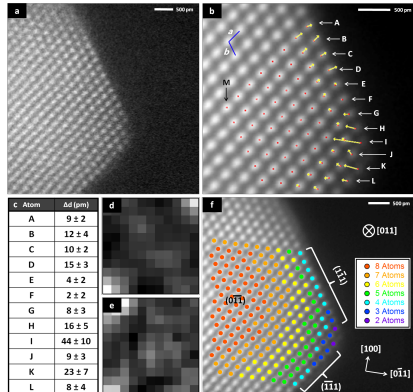 a
500 pm
b
500 pm
a
b
M
A
B
C
D
E
F
G
H
I
J
K
L
c Atom Δd (pm)
A 9 ± 2
B 12 ± 4
C 10 ± 2
D 15 ± 3
E 4 ± 2
F 2 ± 2
G 8 ± 3
H 16 ± 5
I 44 ± 10
J 9 ± 3
K 23 ± 7
L 8 ± 4
d
e
f
500 pm
[011]
8 Atoms
7 Atoms
6 Atoms
5 Atoms
4 Atoms
3 Atoms
2 Atoms
(01̄1)
(11̄1)
(1̄1̄1)
[100]
[01̄1]